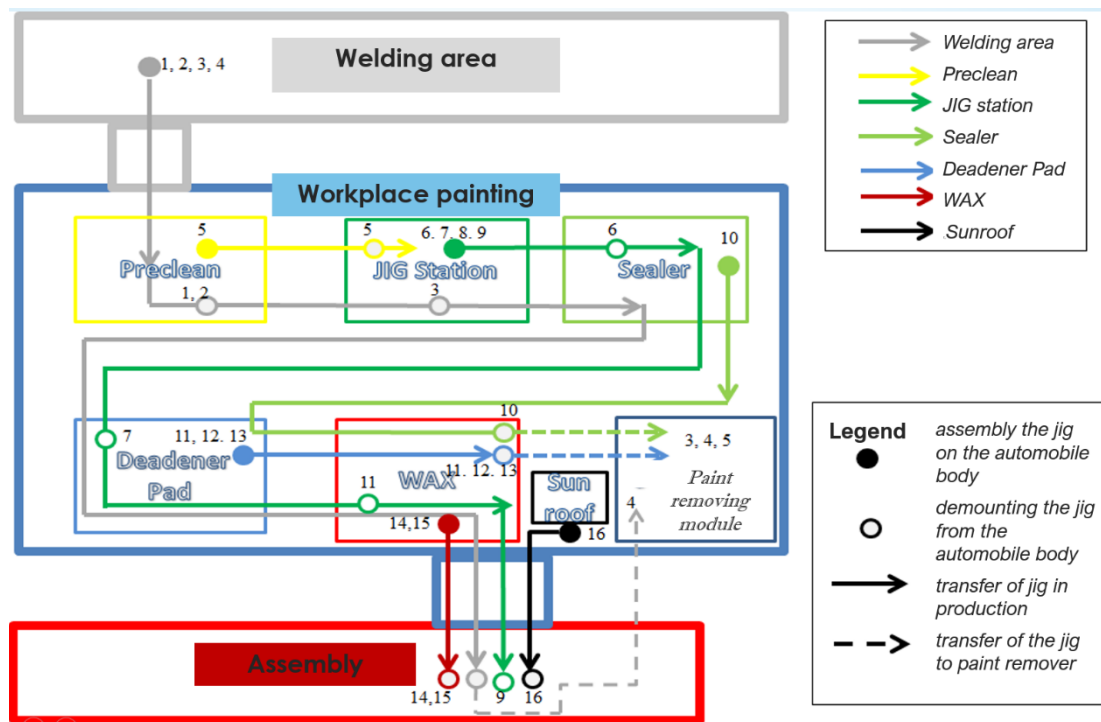 Welding area
1, 2, 3, 4
Workplace painting
5
5
6. 7, 8. 9
6
10
Preclean
JIG Station
Sealer
1, 2
3
7
11, 12. 13
10
3, 4, 5
Deadener
Pad
11. 12. 13
WAX
11
Sun
roof
Paint
removing
module
4
14,15
16
Assembly
14,15
9
16
Welding area
Preclean
JIG station
Sealer
Deadener Pad
WAX
Sunroof
Legend
assembly the jig
on the automobile
body
demounting the jig
from the
automobile body
transfer of jig in
production
transfer of the jig
to paint remover